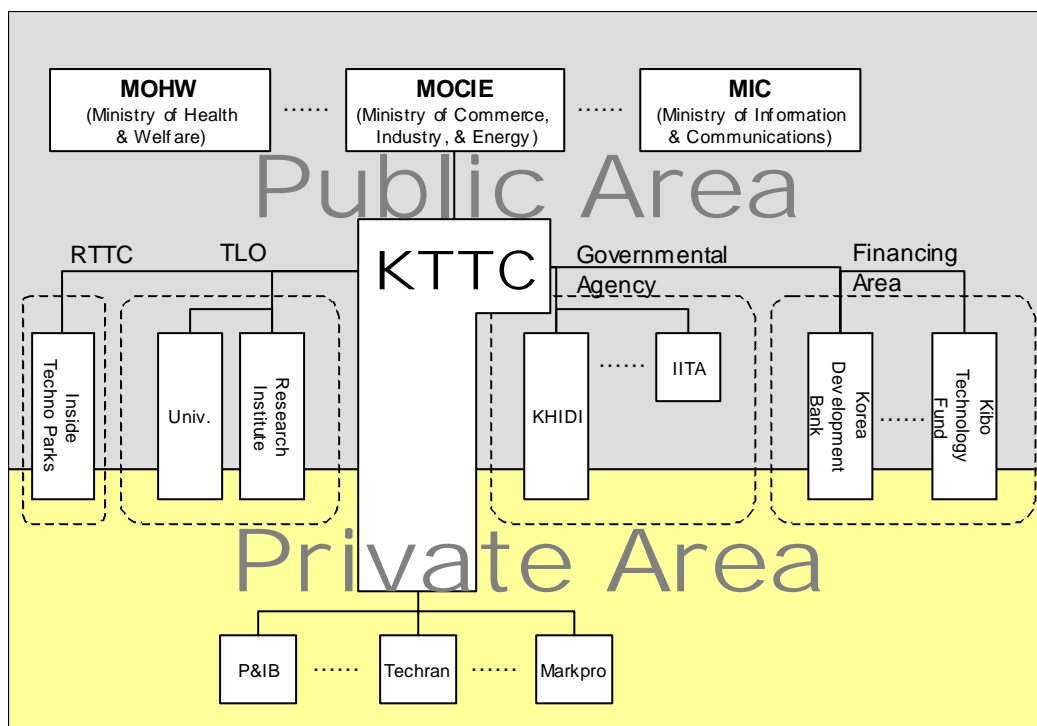 MOHW
(Ministry of Health
& Welfare)
......
MOCIE
(Ministry of Commerce,
Industry, & Energy)
......
MIC
(Ministry of Information
& Communications)
Public Area
RTTC
TLO
KTTC
Governmental
Agency
Financing
Area
Inside
Techno Parks
Univ.
Research
Institute
KHIDI
......
IITA
Korea
Development
Bank
......
Kibo
Technology
Fund
Private Area
P&IB
......
Techran
......
Markpro